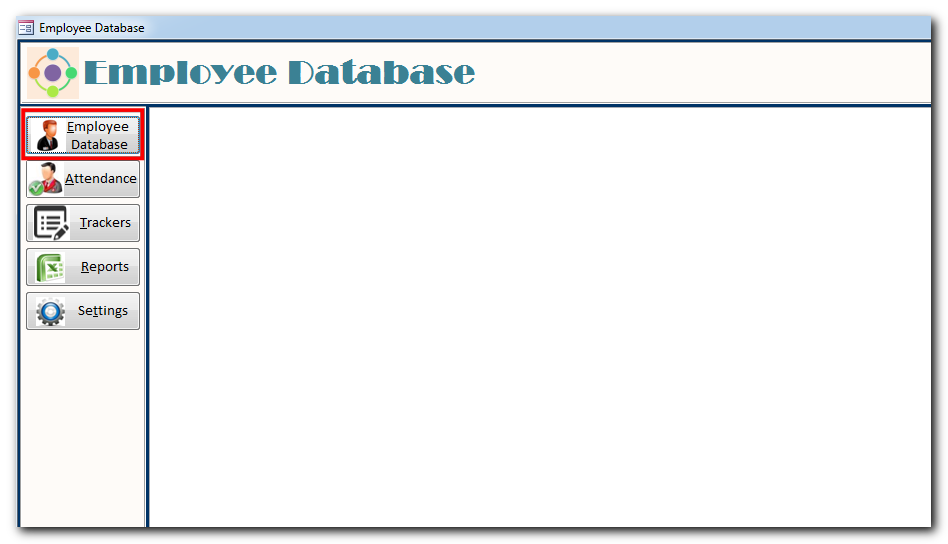 Employee Database
Employee Database
Employee
Database
Attendance
Trackers
Reports
Settings